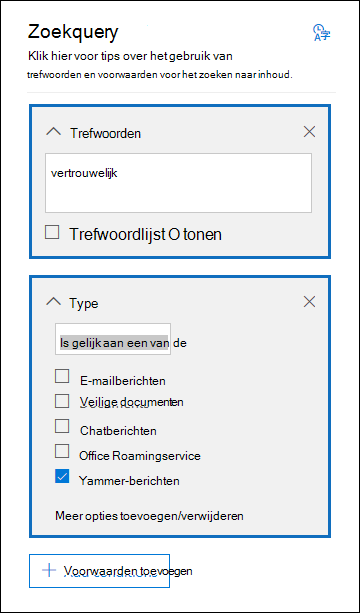 Zoekquery
Klik hier voor tips over het gebruik van
trefwoorden en voorwaarden voor het zoeken naar inhoud.
Trefwoorden
vertrouwelijk
Trefwoordlijst O tonen
Type
Is gelijk aan een van de
E-mailberichten
Veilige documenten
Chatberichten
Office Roamingservice
Yammer-berichten
Meer opties toevoegen/verwijderen
Voorwaarden toevoegen